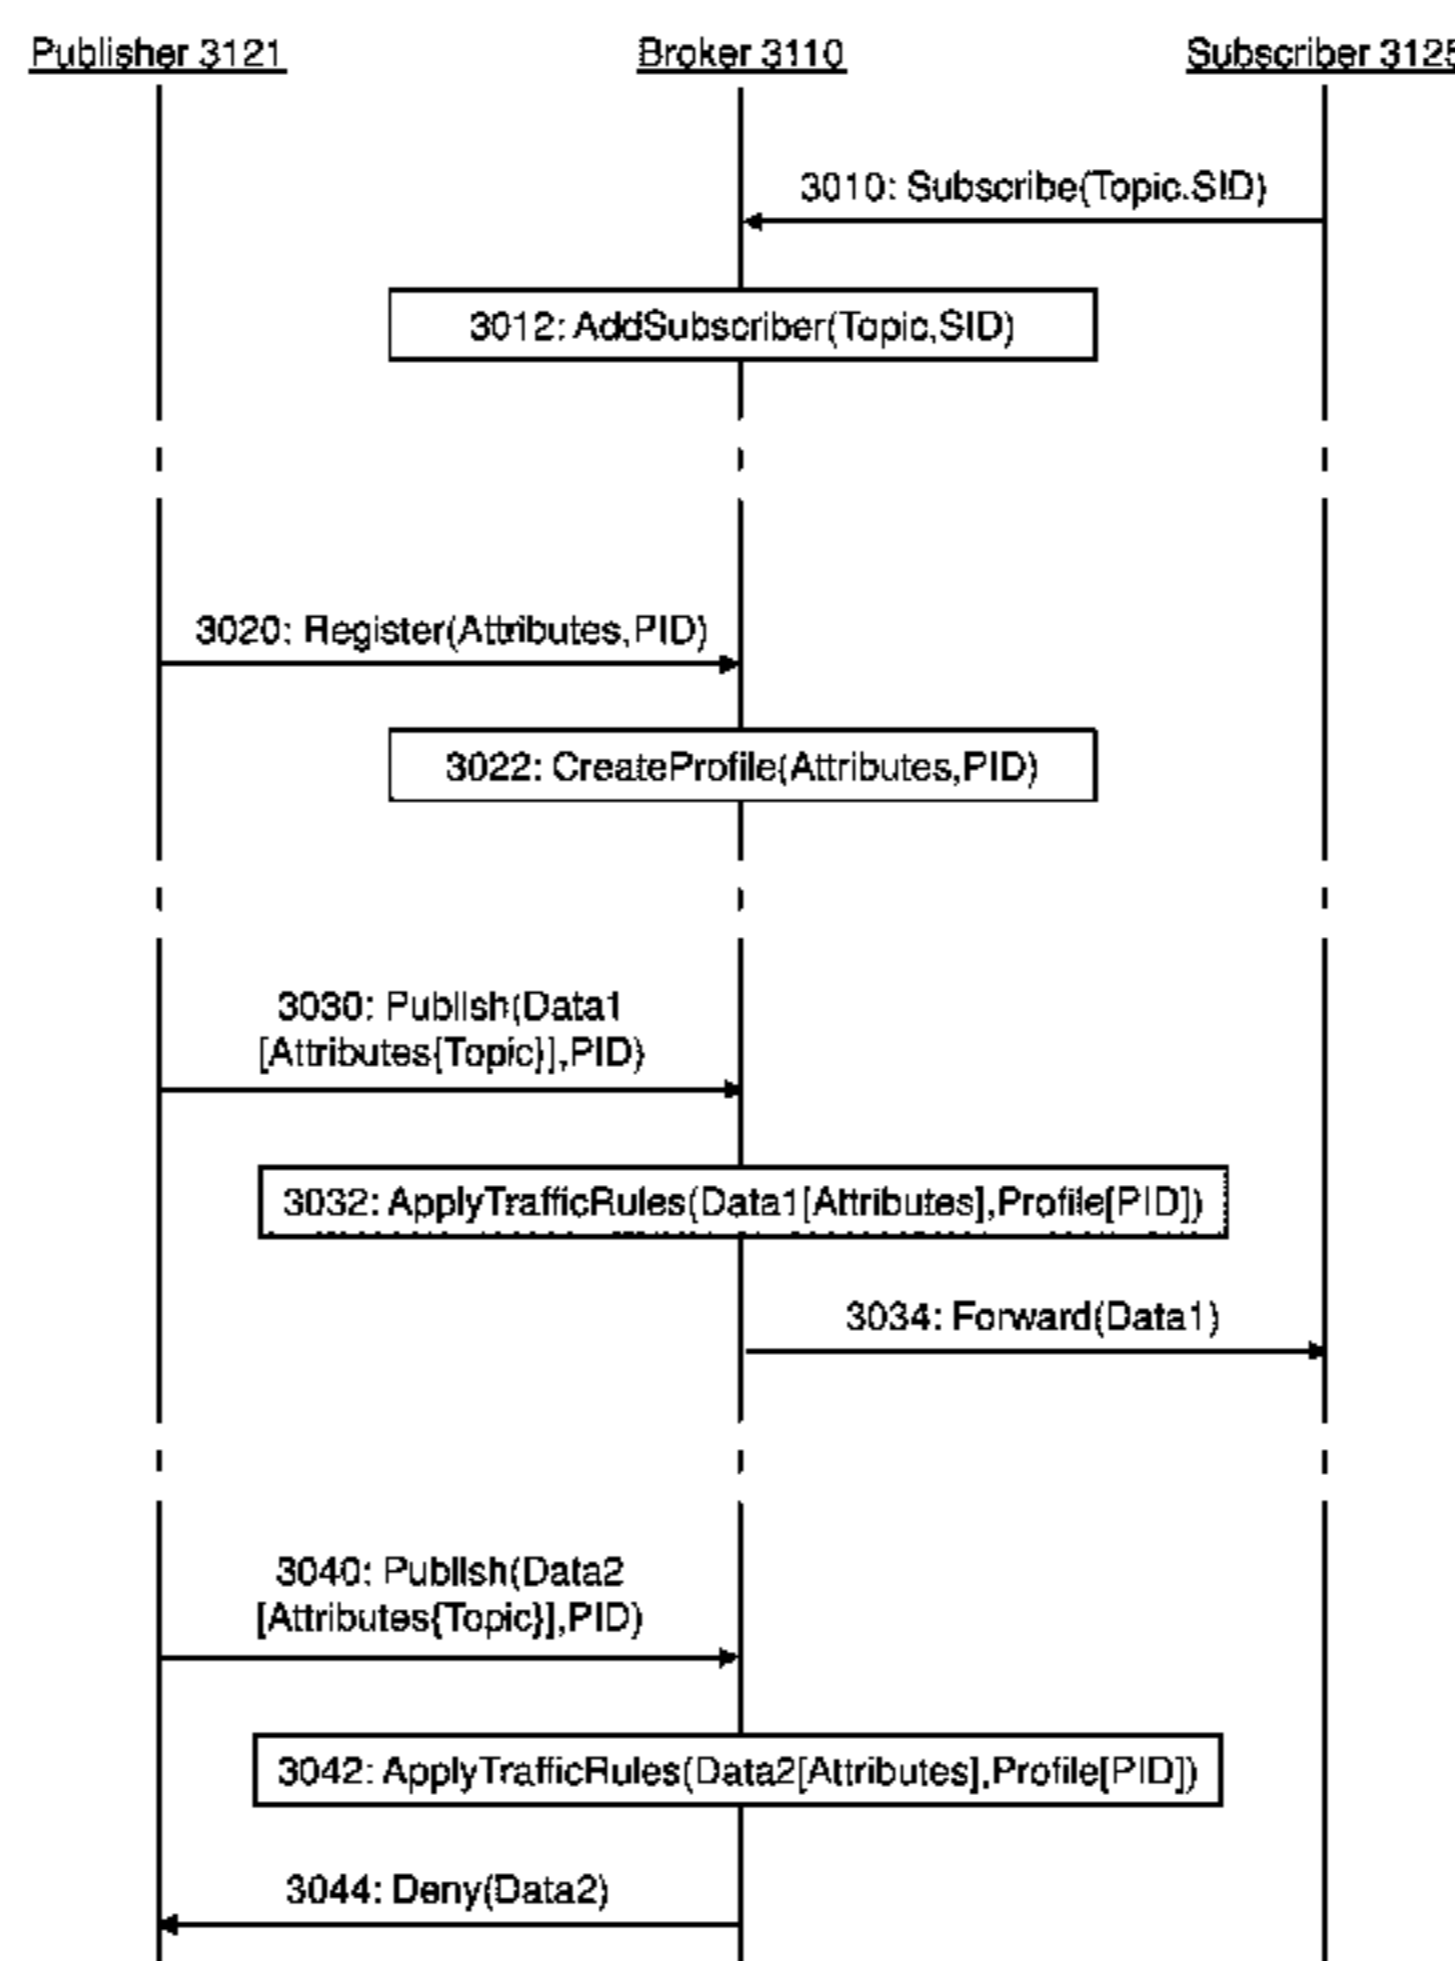 Publisher 3121 Broker 3110 Subscriber 3125
3010: Subscribe(Topic.SID)
3012: AddSubscriber(Topic,SID)
3020: Register(Attributes,PID)
3022: CreateProfile(Attributes,PID)
3030: Publish(Data1
[Attributes{Topic}],PID)
3032: ApplyTrafficRules(Data1[Attributes],Profile[PID])
3034: Forward(Data1)
3040: Publish(Data2
[Attributes{Topic}],PID)
3042: ApplyTrafficRules(Data2[Attributes],Profile[PID])
3044: Deny(Data2)